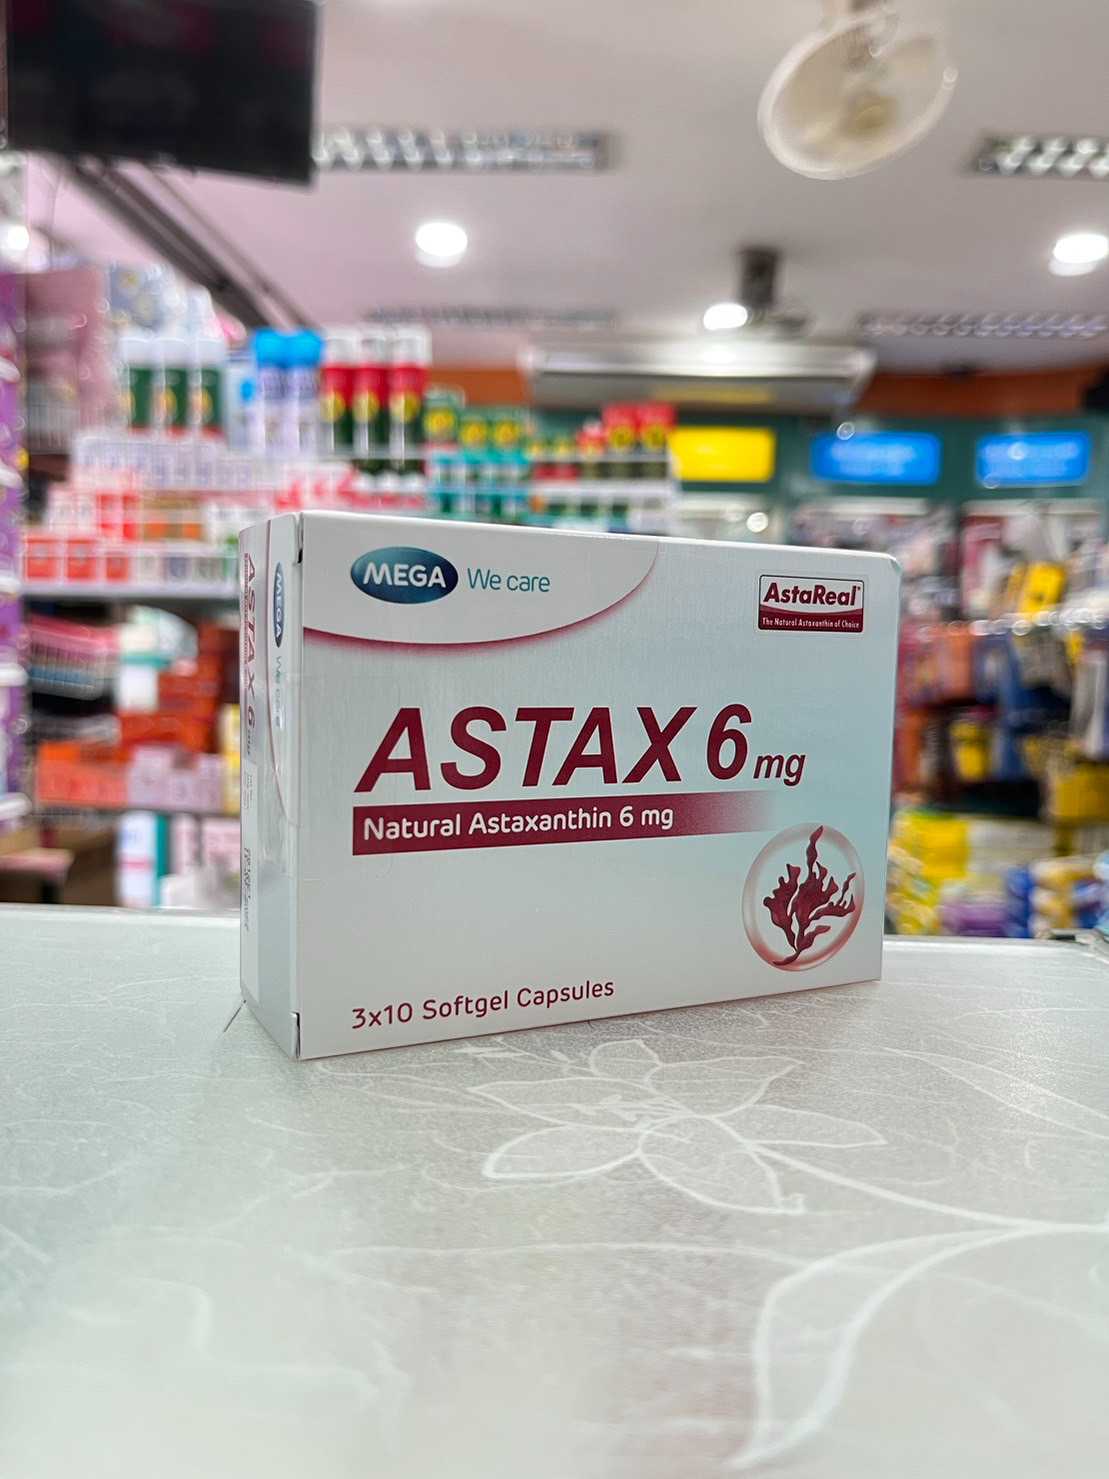 MEGA We care
AstaReal®
The Natural Astaxanthin of Choice
ASTAX 6 mg
Natural Astaxanthin 6 mg
3x10 Softgel Capsules
ASTAX 6 mg
MEGA We care